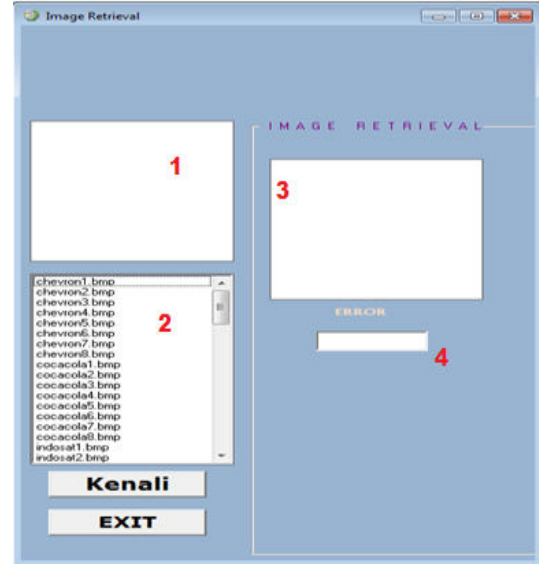 Image Retrieval
IMAGE RETRIEVAL
1
3
chevron1.bmp
chevron2.bmp
chevron3.bmp
chevron4.bmp
chevron5.bmp
chevron6.bmp
chevron7.bmp
chevron8.bmp
cocacola1.bmp
cocacola2.bmp
cocacola3.bmp
cocacola4.bmp
cocacola5.bmp
cocacola6.bmp
cocacola7.bmp
cocacola8.bmp
indosat1.bmp
indosat2.bmp
2
ERROR
4
Kenali
EXIT